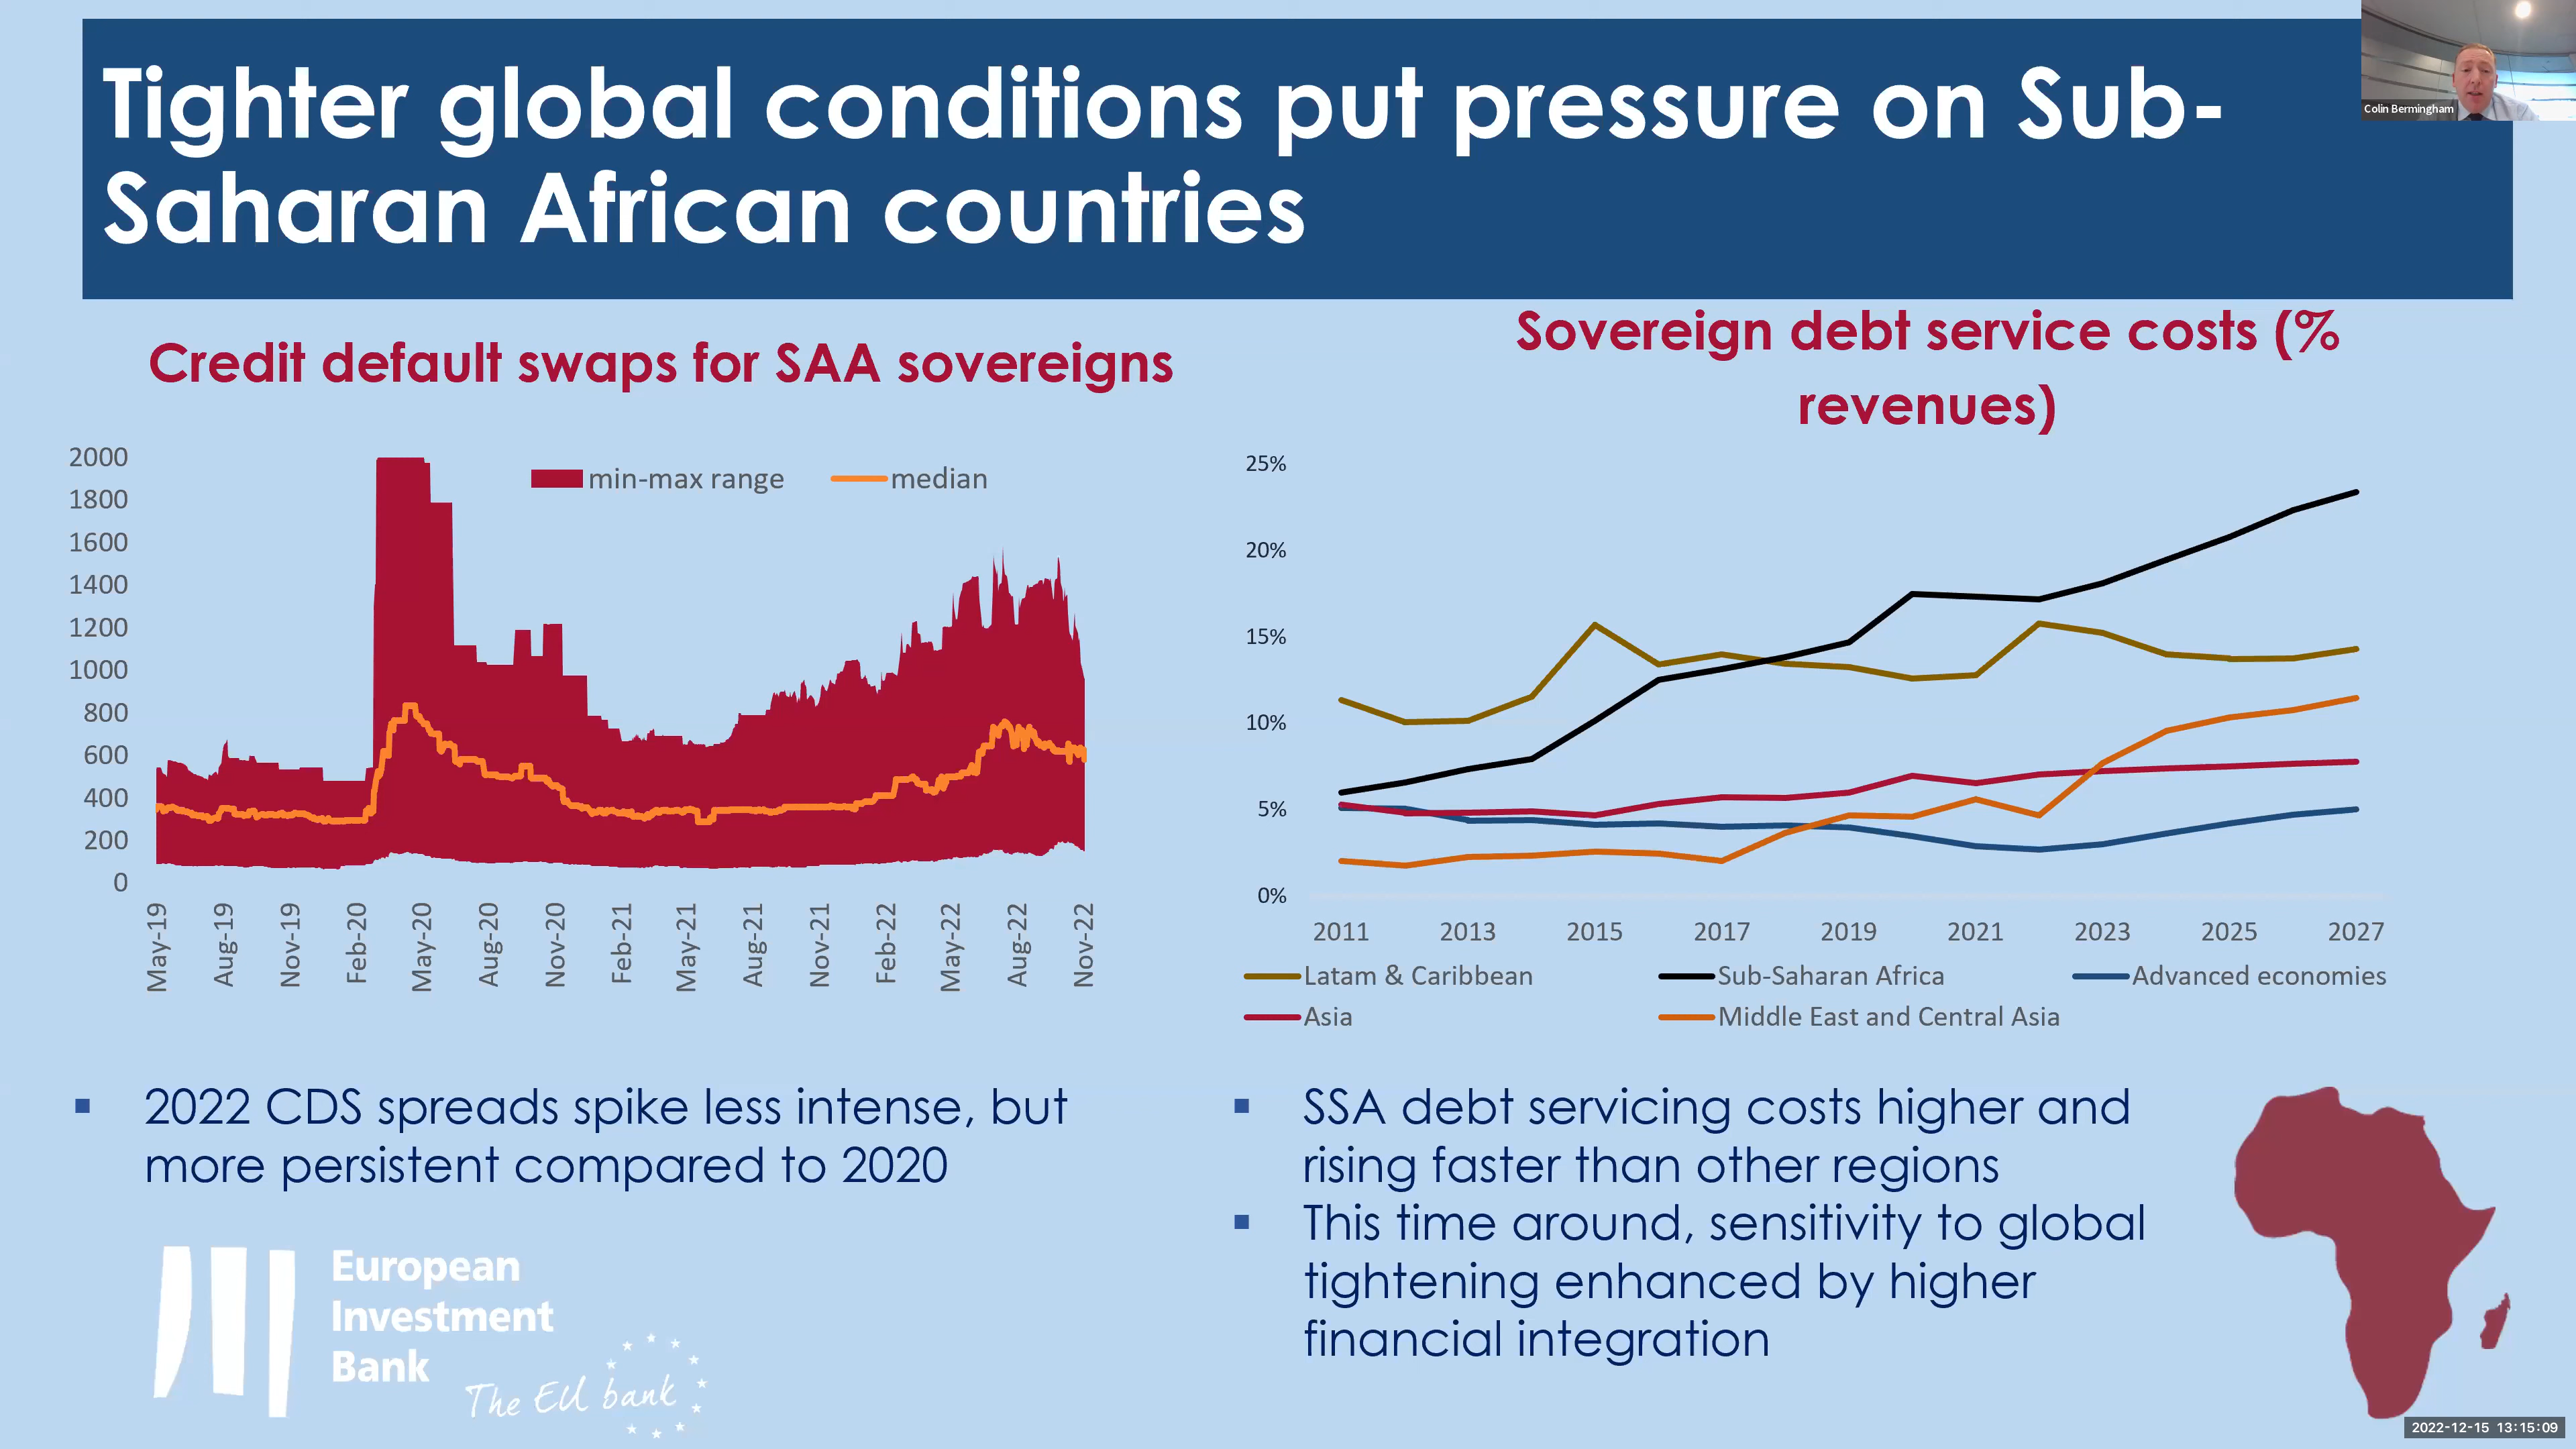 Tighter global conditions put pressure on Sub-
Saharan African countries
Colin Bermingham
Credit default swaps for SAA sovereigns
min-max range
median
2000
1800
1600
1400
1200
1000
800
600
400
200
0
May-19
Aug-19
Nov-19
Feb-20
May-20
Aug-20
Nov-20
Feb-21
May-21
Aug-21
Nov-21
Feb-22
May-22
Aug-22
Nov-22
2022 CDS spreads spike less intense, but
more persistent compared to 2020
Sovereign debt service costs (%
revenues)
25%
20%
15%
10%
5%
0%
2011 2013 2015 2017 2019 2021 2023 2025 2027
Latam & Caribbean
Sub-Saharan Africa
Advanced economies
Asia
Middle East and Central Asia
SSA debt servicing costs higher and
rising faster than other regions
This time around, sensitivity to global
tightening enhanced by higher
financial integration
European
Investment
Bank
The EU bank
2022-12-15 13:15:09